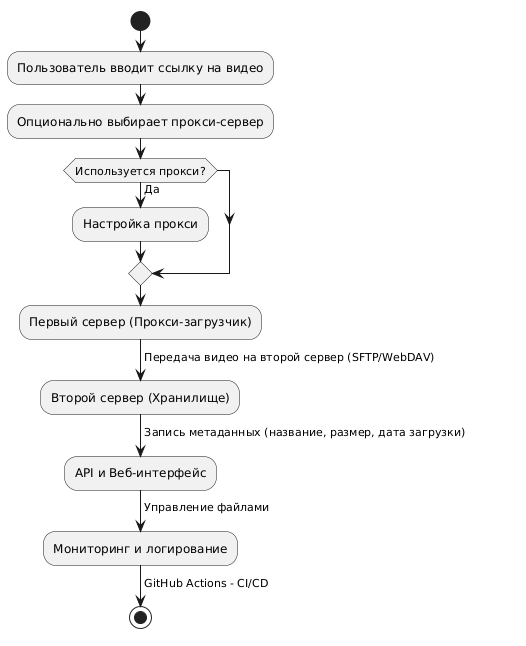 Пользователь вводит ссылку на видео
Опционально выбирает прокси-сервер
Используется прокси?
Да
Настройка прокси
Первый сервер (Прокси-загрузчик)
Передача видео на второй сервер (SFTP/WebDAV)
Второй сервер (Хранилище)
Запись метаданных (название, размер, дата загрузки)
API и Веб-интерфейс
Управление файлами
Мониторинг и логирование
GitHub Actions - CI/CD